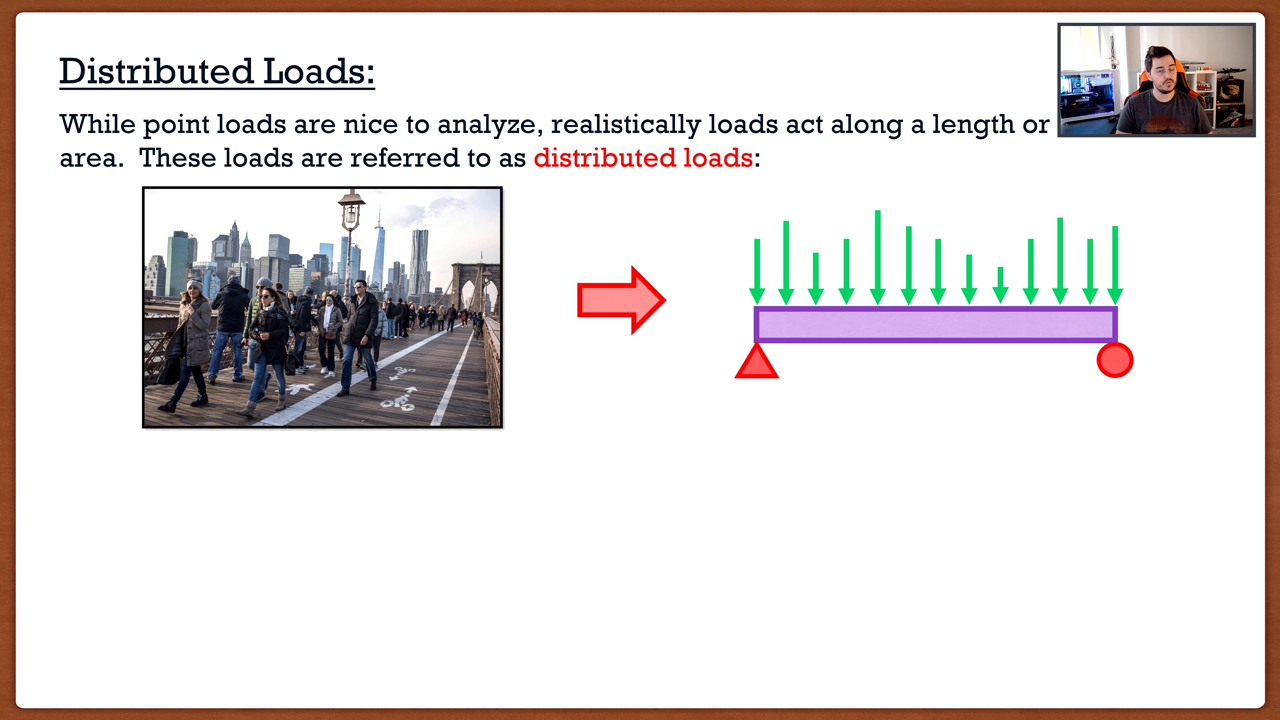 Distributed Loads:
While point loads are nice to analyze, realistically loads act along a length or
area.  These loads are referred to as distributed loads: